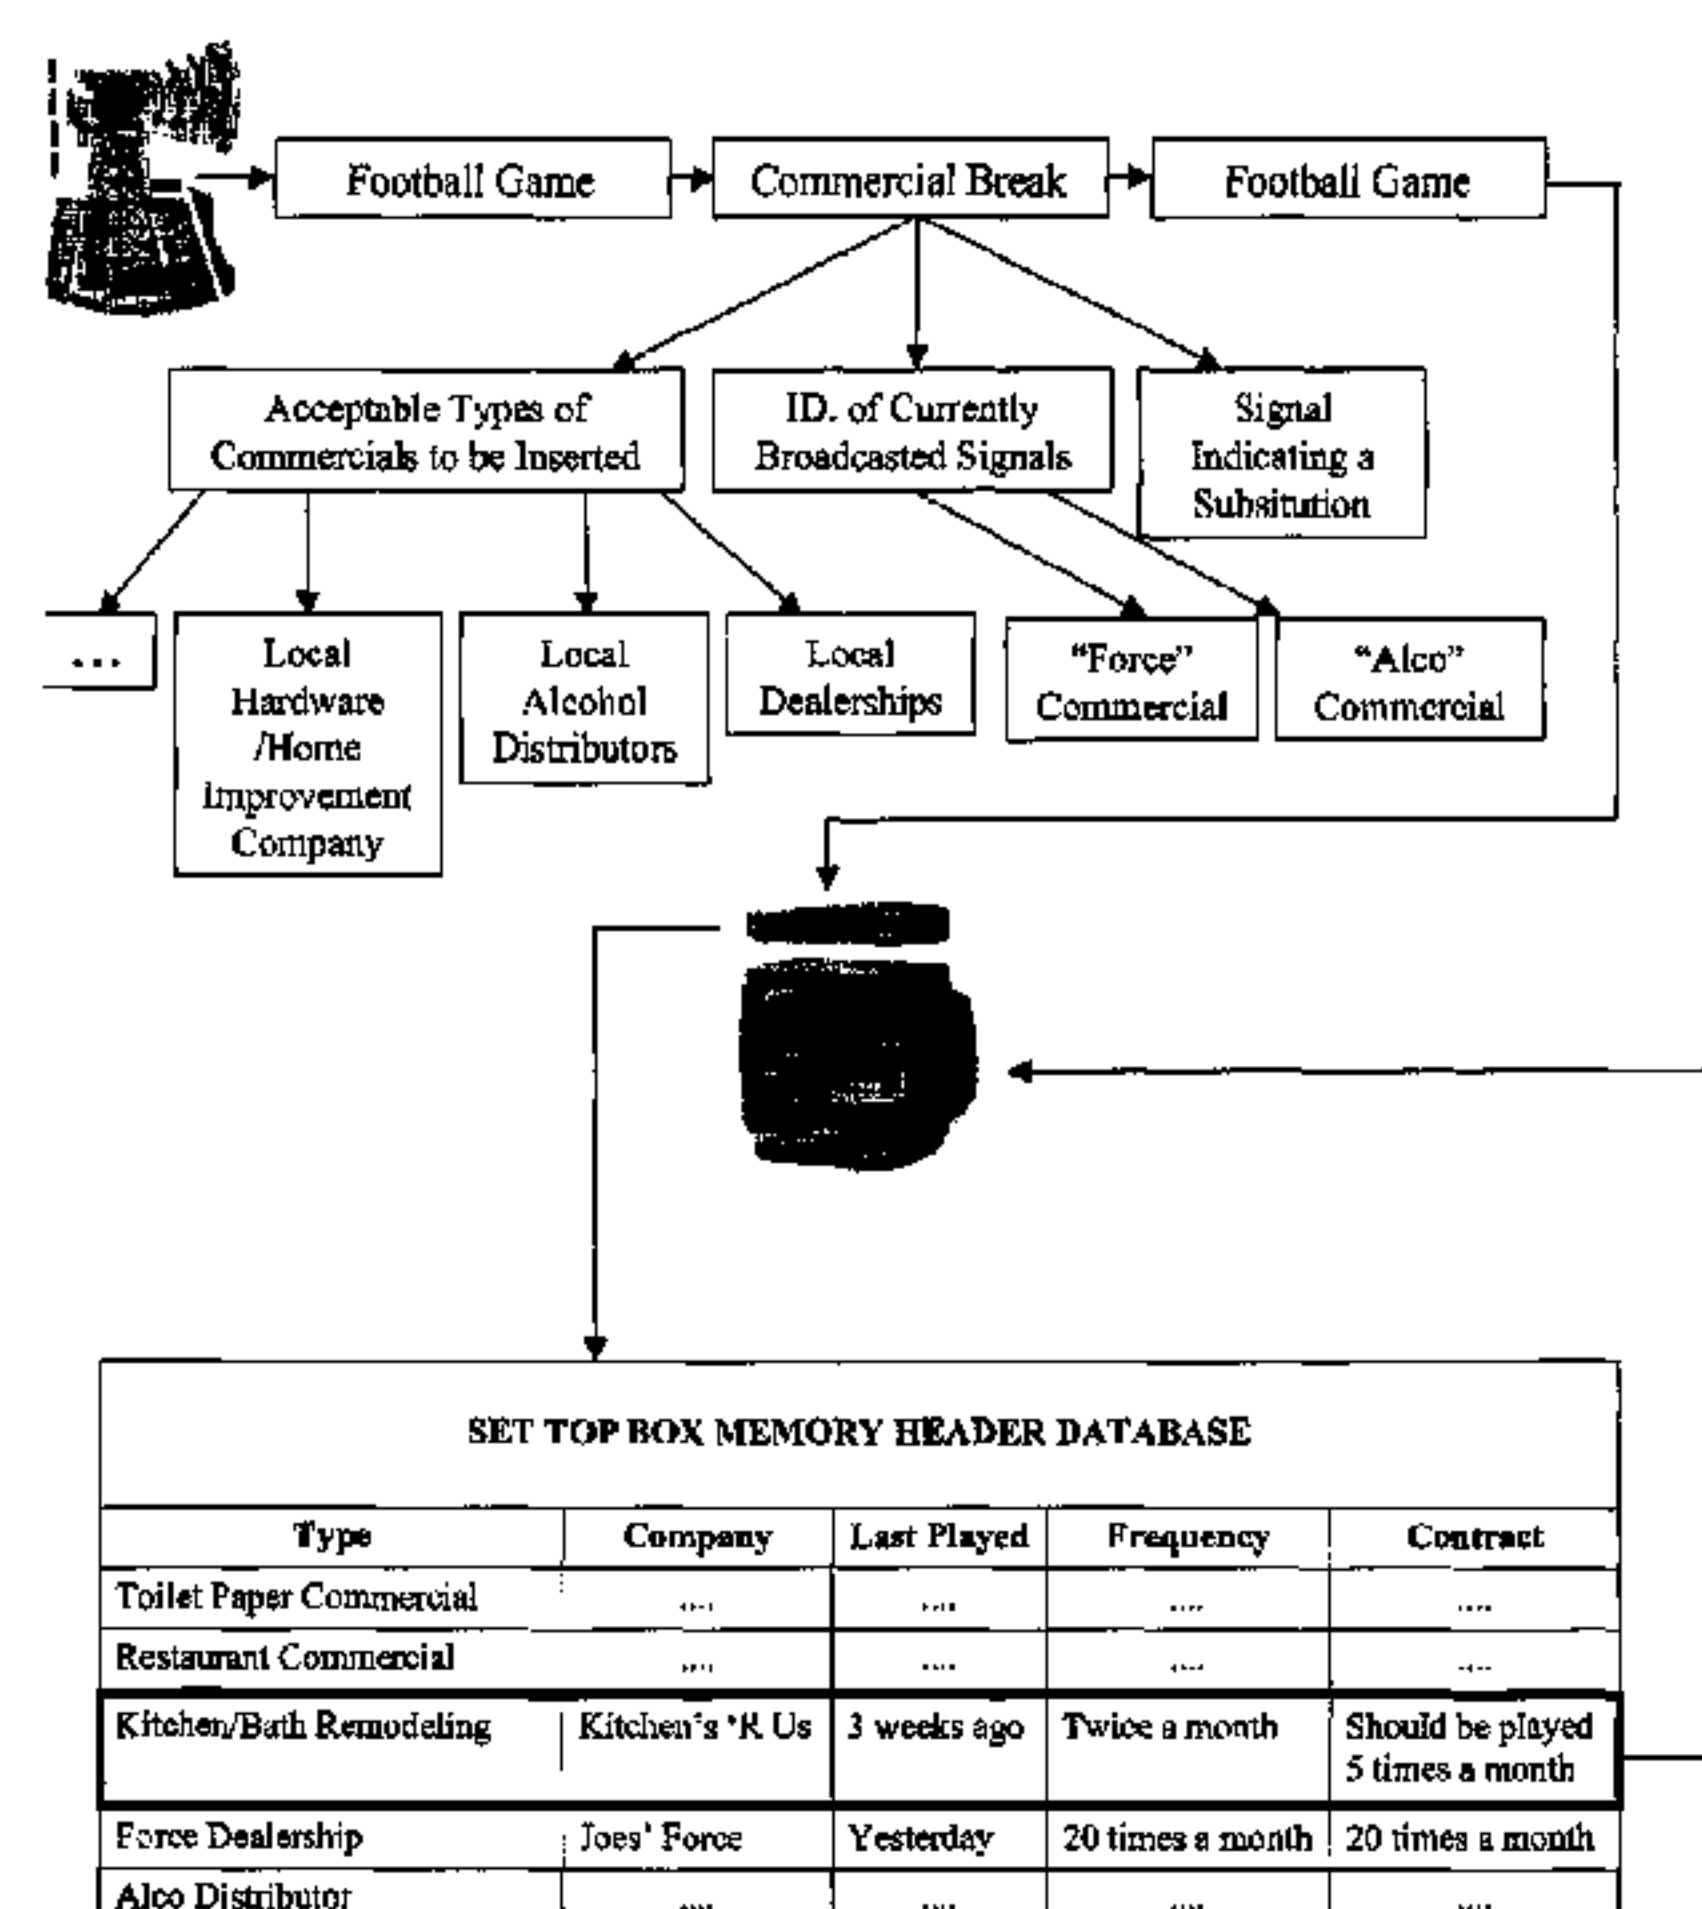 Football Game
Commercial Break
Football Game
Acceptable Types of
Commercials to be Inserted
ID. of Currently
Broadcasted Signals
Signal
Indicating a
Subsitution
...
Local
Hardware
/Home
Improvement
Company
Local
Alcohol
Distributors
Local
Dealerships
“Force”
Commercial
“Alco”
Commercial
SET TOP BOX MEMORY HEADER DATABASE
Type Company Last Played Frequency Contract
Toilet Paper Commercial .... .... .... ....
Restaurant Commercial .... .... .... ....
Kitchen/Bath Remodeling Kitchen's 'R Us 3 weeks ago Twice a month Should be played
5 times a month
Force Dealership Joes' Force Yesterday 20 times a month 20 times a month
Alco Distributor .... .... .... ....